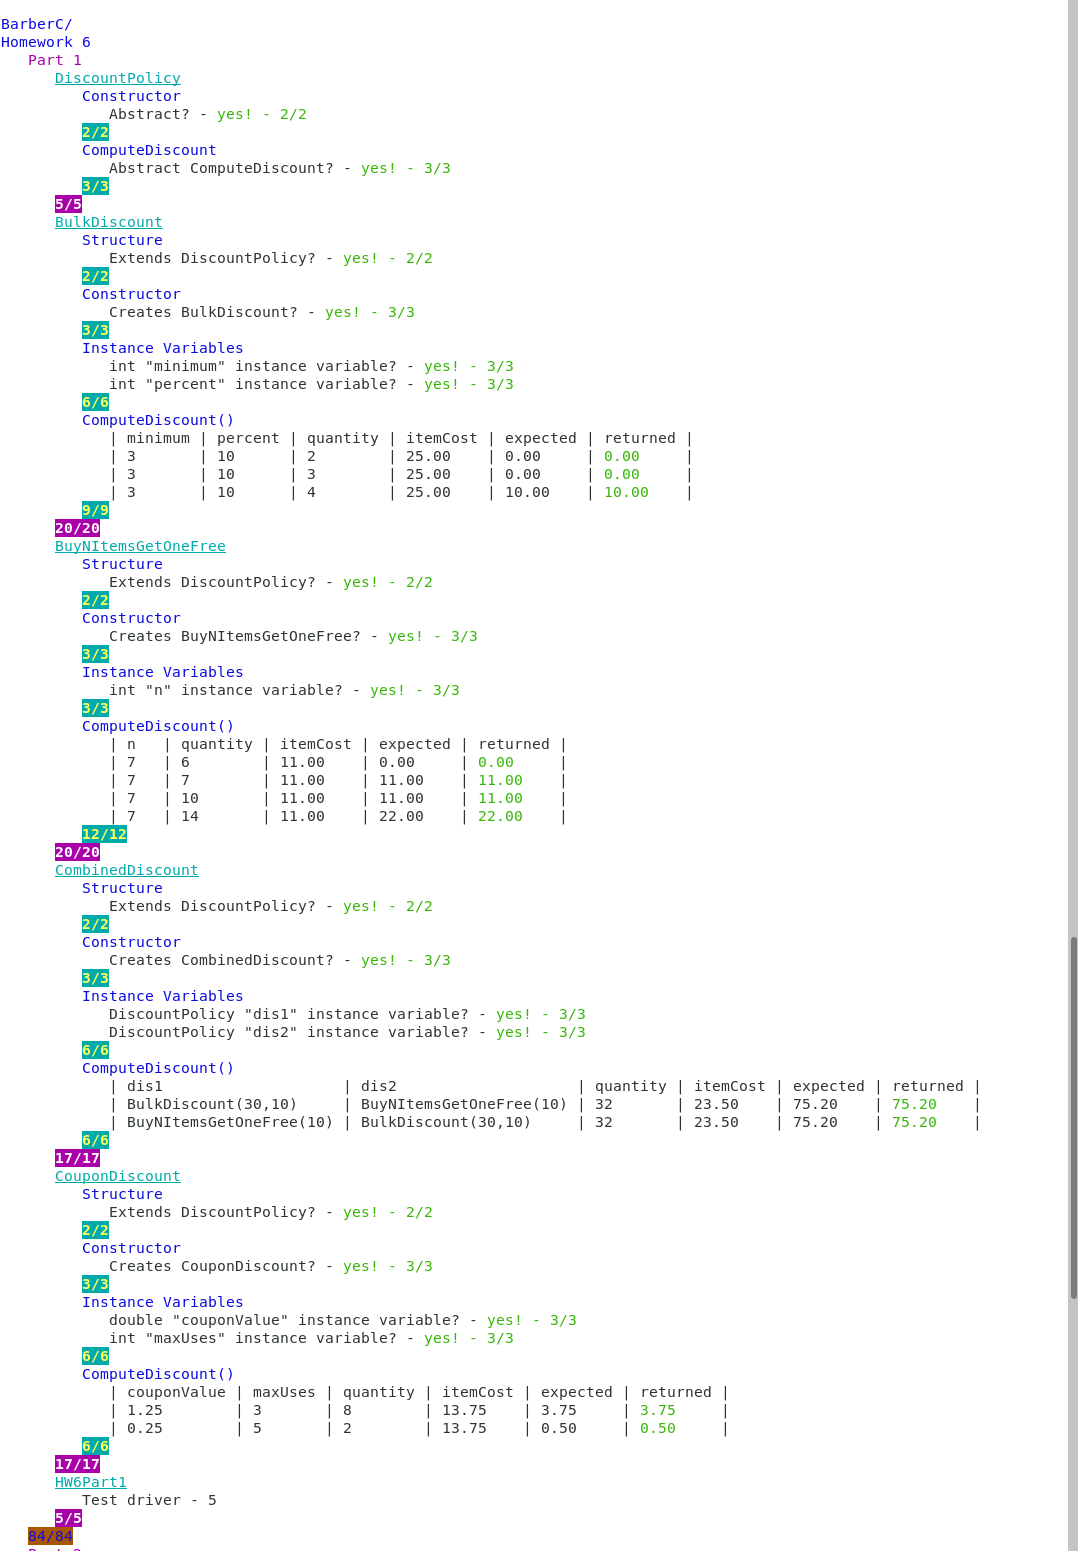 BarberC/
Homework 6
Part 1
DiscountPolicy
Constructor
Abstract? - yes! - 2/2
2/2
ComputeDiscount
Abstract ComputeDiscount? - yes! - 3/3
3/3
5/5
BulkDiscount
Structure
Extends DiscountPolicy? - yes! - 2/2
2/2
Constructor
Creates BulkDiscount? - yes! - 3/3
3/3
Instance Variables
int "minimum" instance variable? - yes! - 3/3
int "percent" instance variable? - yes! - 3/3
6/6
ComputeDiscount()
| minimum | percent | quantity | itemCost | expected | returned |
| 3 | 10 | 2 | 25.00 | 0.00 | 0.00 |
| 3 | 10 | 3 | 25.00 | 0.00 | 0.00 |
| 3 | 10 | 4 | 25.00 | 10.00 | 10.00 |
9/9
20/20
BuyNItemsGetOneFree
Structure
Extends DiscountPolicy? - yes! - 2/2
2/2
Constructor
Creates BuyNItemsGetOneFree? - yes! - 3/3
3/3
Instance Variables
int "n" instance variable? - yes! - 3/3
3/3
ComputeDiscount()
| n | quantity | itemCost | expected | returned |
| 7 | 6 | 11.00 | 0.00 | 0.00 |
| 7 | 7 | 11.00 | 11.00 | 11.00 |
| 7 | 10 | 11.00 | 11.00 | 11.00 |
| 7 | 14 | 11.00 | 22.00 | 22.00 |
12/12
20/20
CombinedDiscount
Structure
Extends DiscountPolicy? - yes! - 2/2
2/2
Constructor
Creates CombinedDiscount? - yes! - 3/3
3/3
Instance Variables
DiscountPolicy "dis1" instance variable? - yes! - 3/3
DiscountPolicy "dis2" instance variable? - yes! - 3/3
6/6
ComputeDiscount()
| dis1 | dis2 | quantity | itemCost | expected | returned |
| BulkDiscount(30,10) | BuyNItemsGetOneFree(10) | 32 | 23.50 | 75.20 | 75.20 |
| BuyNItemsGetOneFree(10) | BulkDiscount(30,10) | 32 | 23.50 | 75.20 | 75.20 |
6/6
17/17
CouponDiscount
Structure
Extends DiscountPolicy? - yes! - 2/2
2/2
Constructor
Creates CouponDiscount? - yes! - 3/3
3/3
Instance Variables
double "couponValue" instance variable? - yes! - 3/3
int "maxUses" instance variable? - yes! - 3/3
6/6
ComputeDiscount()
| couponValue | maxUses | quantity | itemCost | expected | returned |
| 1.25 | 3 | 8 | 13.75 | 3.75 | 3.75 |
| 0.25 | 5 | 2 | 13.75 | 0.50 | 0.50 |
6/6
17/17
HW6Part1
Test driver - 5
5/5
84/84